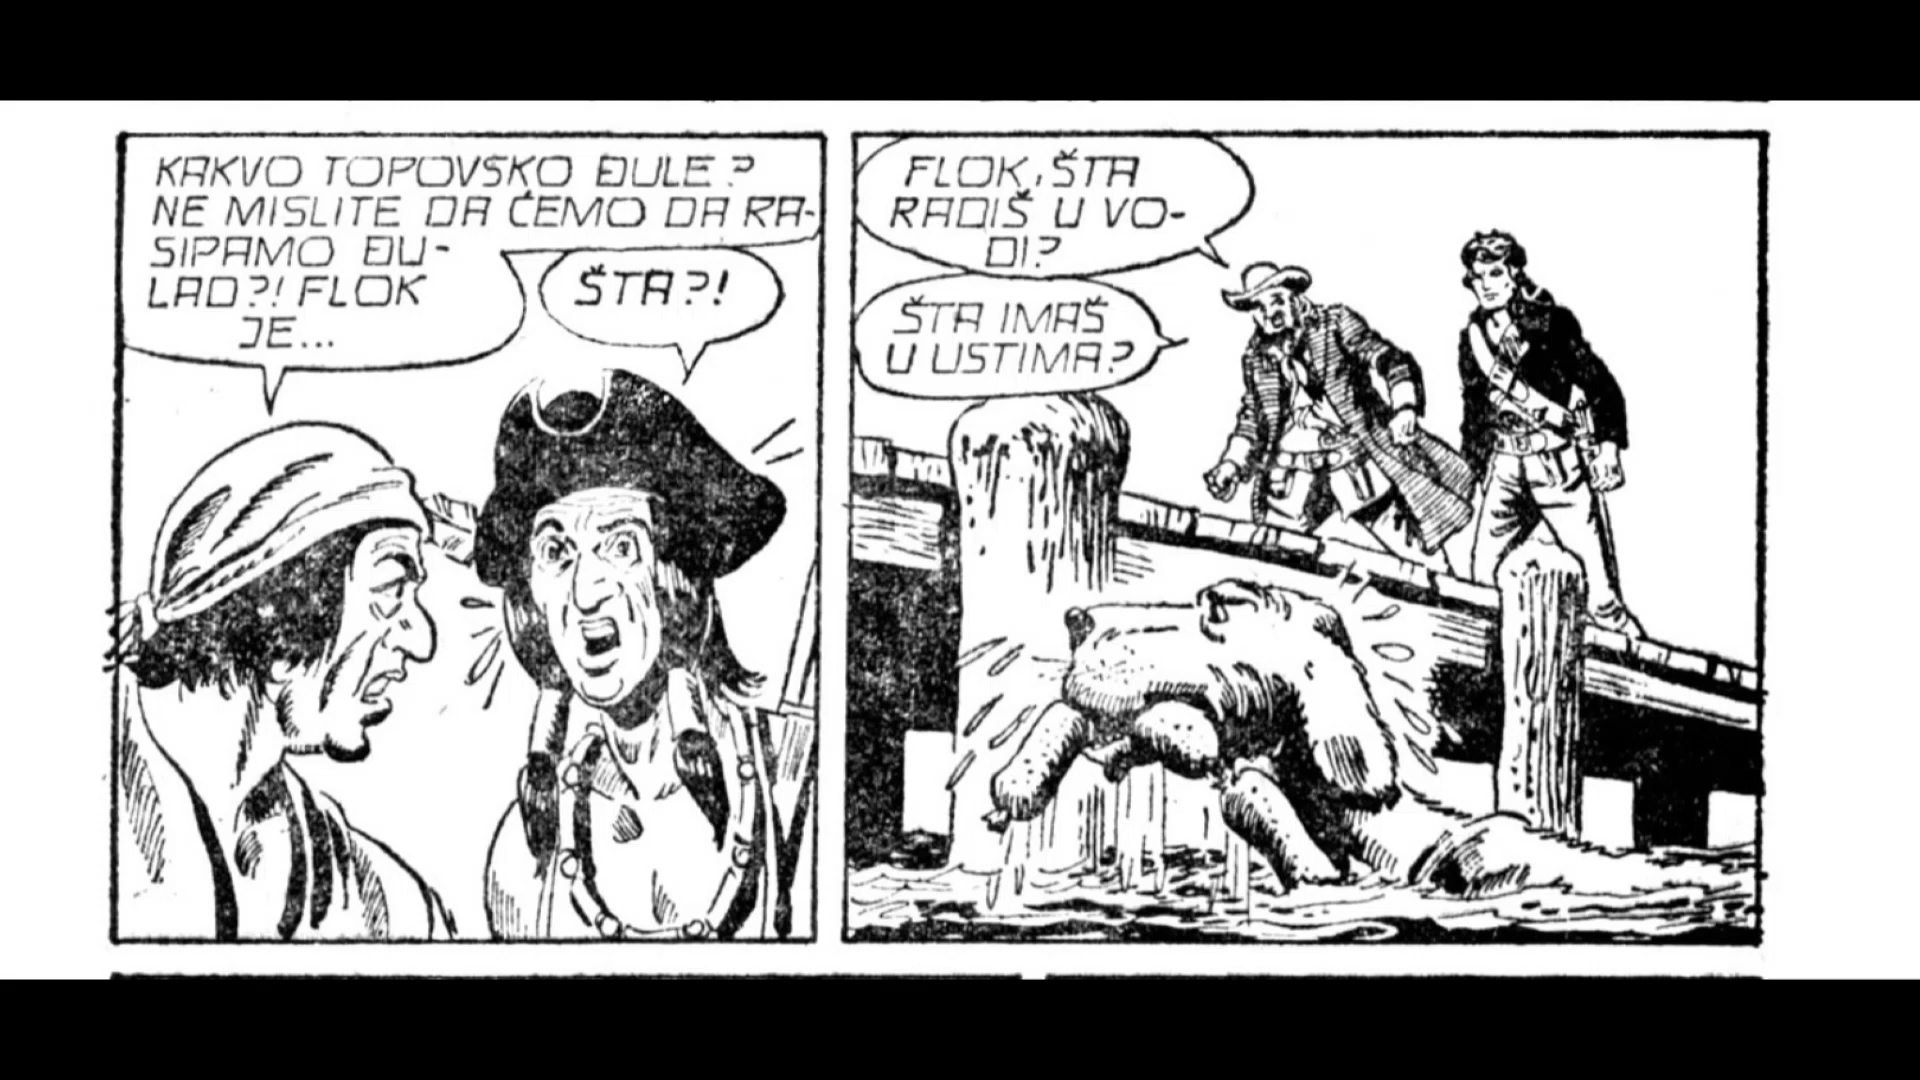 KAKVO TOPOVSKO ĐULE?
NE MISLITE DA ĆEMO DA RA-
SIPAMO ĐU-
LAD?! FLOK
JE...
ŠTA?!
FLOK, ŠTA
RADIŠ U VO-
DI?
ŠTA IMAŠ
U USTIMA?